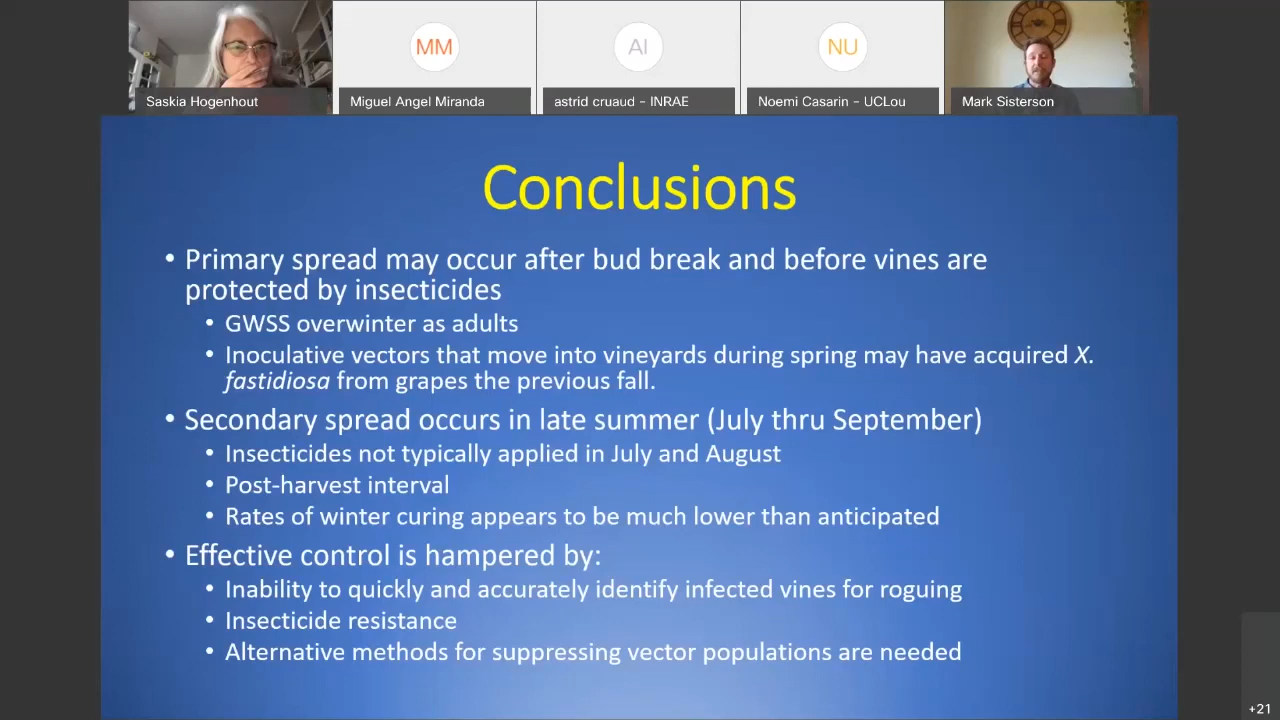 MM
AI
NU
Saskia Hogenhout
Miguel Angel Miranda
astrid cruaud - INRAE
Noemi Casarin - UCLou
Mark Sisterson
Conclusions
• Primary spread may occur after bud break and before vines are
protected by insecticides
• GWSS overwinter as adults
• Inoculative vectors that move into vineyards during spring may have acquired X.
fastidiosa from grapes the previous fall.
• Secondary spread occurs in late summer (July thru September)
• Insecticides not typically applied in July and August
• Post-harvest interval
• Rates of winter curing appears to be much lower than anticipated
• Effective control is hampered by:
• Inability to quickly and accurately identify infected vines for roguing
• Insecticide resistance
• Alternative methods for suppressing vector populations are needed
+21